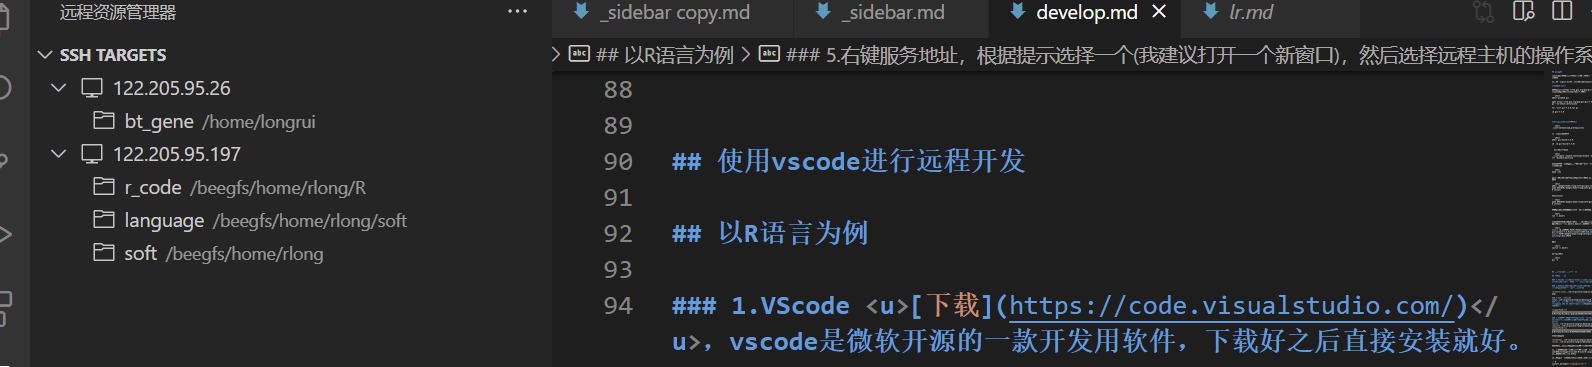 远程资源管理器 ···
SSH TARGETS
122.205.95.26
bt_gene /home/longrui
122.205.95.197
r_code /beegfs/home/rlong/R
language /beegfs/home/rlong/soft
soft /beegfs/home/rlong
_sidebar copy.md
_sidebar.md
develop.md
lr.md
## 以R语言为例 > ### 5.右键服务地址，根据提示选择一个(我建议打开一个新窗口)，然后选择远程主机的操作系
88
89
90 ## 使用vscode进行远程开发
91
92 ## 以R语言为例
93
94 ### 1.VScode <u>[下载](https://code.visualstudio.com/)</
u>，vscode是微软开源的一款开发用软件，下载好之后直接安装就好。